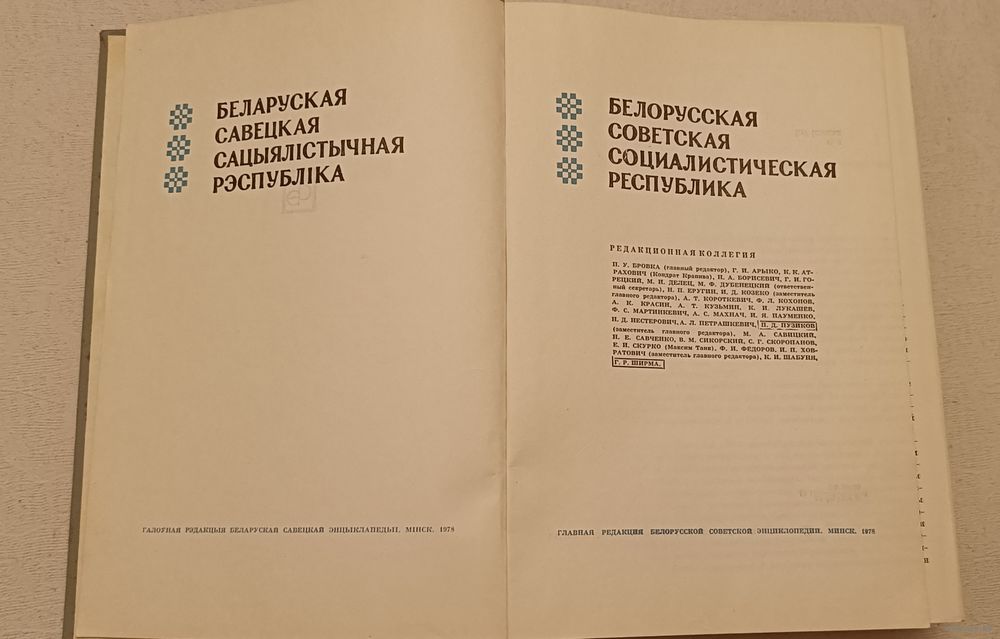 БЕЛАРУСКАЯ
САВЕЦКАЯ
САЦЫЯЛІСТЫЧНАЯ
РЭСПУБЛІКА
ГАЛОЎНАЯ РЭДАКЦЫЯ БЕЛАРУСКАЙ САВЕЦКАЙ ЭНЦЫКЛАПЕДЫІ. МІНСК. 1978
БЕЛОРУССКАЯ
СОВЕТСКАЯ
СОЦИАЛИСТИЧЕСКАЯ
РЕСПУБЛИКА
РЕДАКЦИОННАЯ КОЛЛЕГИЯ
П. У. БРОВКА (главный редактор), Г. И. АРЫКО, К. К. АТ-
РАХОВИЧ (Кондрат Крапива), Н. А. БОРИСЕВИЧ, Г. И. ГО-
РЕЦКИЙ, М. И. ДЕЛЕЦ, М. Ф. ДУБЕНЕЦКИЙ (ответствен-
ный секретарь), Н. П. ЕРУГИН, И. Д. КОЗЕКО (заместитель
главного редактора), А. Т. КОРОТКЕВИЧ, Ф. Л. КОХОНОВ,
А. К. КРАСИН, А. Т. КУЗЬМИН, К. И. ЛУКАШЕВ,
Ф. С. МАРТИНКЕВИЧ, А. С. МАХНАЧ, И. Я. НАУМЕНКО,
П. Д. НЕСТЕРОВИЧ, А. Л. ПЕТРАШКЕВИЧ, П. Д. ПУЗИКОВ
(заместитель главного редактора), М. А. САВИЦКИЙ,
П. Е. САВЧЕНКО, В. М. СИКОРСКИЙ, С. Г. СКОРОПАНОВ,
Е. И. СКУРКО (Максим Танк), Ф. И. ФЕДОРОВ, И. П. ХОВ-
РАТОВИЧ (заместитель главного редактора), К. И. ШАБУНЯ,
Г. Р. ШИРМА.
ГЛАВНАЯ РЕДАКЦИЯ БЕЛОРУССКОЙ СОВЕТСКОЙ ЭНЦИКЛОПЕДИИ. МИНСК. 1978